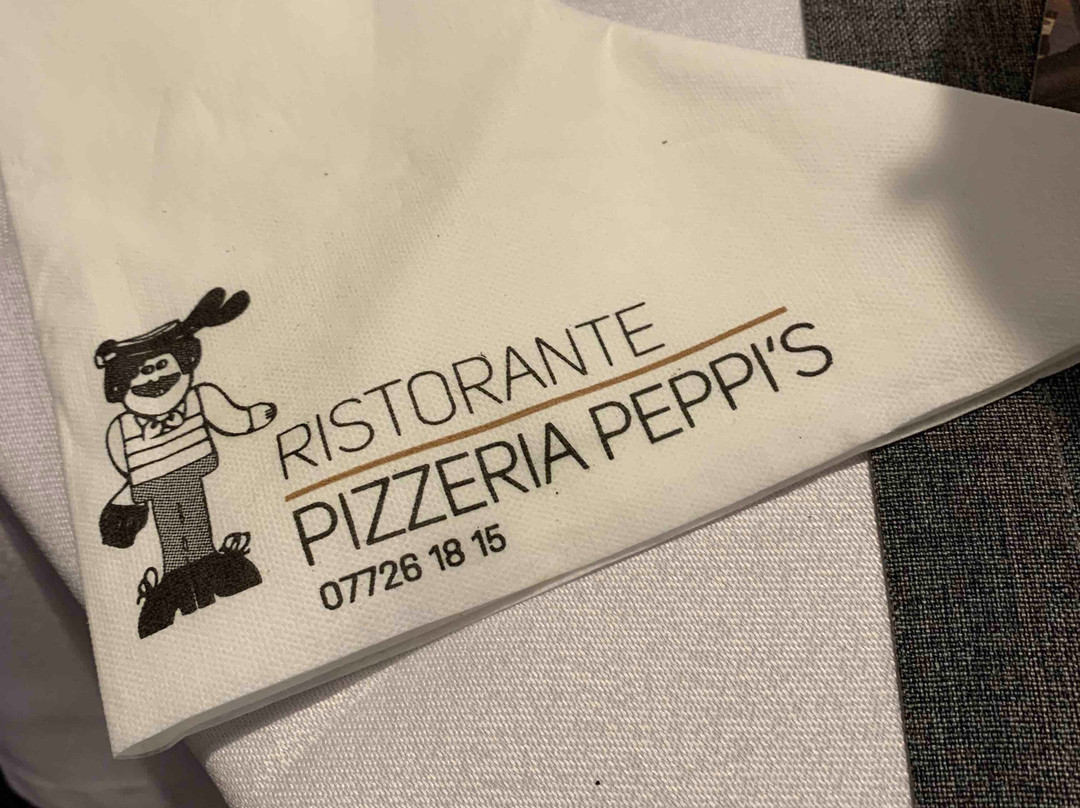 RISTORANTE
PIZZERIA PEPPI'S
07726 18 15